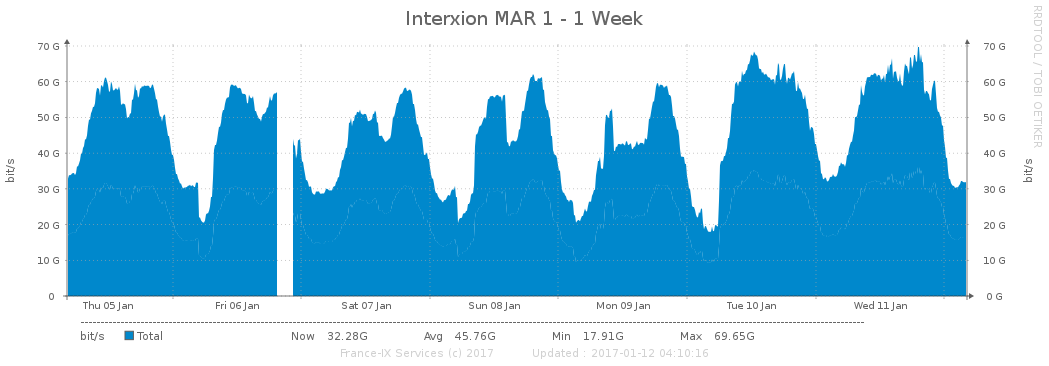 Interxion MAR 1 - 1 Week
RRDTOOL / TOBI OETIKER
70 G 70 G
60 G 60 G
50 G 50 G
40 G 40 G
30 G 30 G
20 G 20 G
10 G 10 G
0 0 G
bit/s bit/s
Thu 05 Jan Fri 06 Jan Sat 07 Jan Sun 08 Jan Mon 09 Jan Tue 10 Jan Wed 11 Jan
bit/s Total Now 32.28G Avg 45.76G Min 17.91G Max 69.65G
France-IX Services (c) 2017 Updated : 2017-01-12 04:10:16